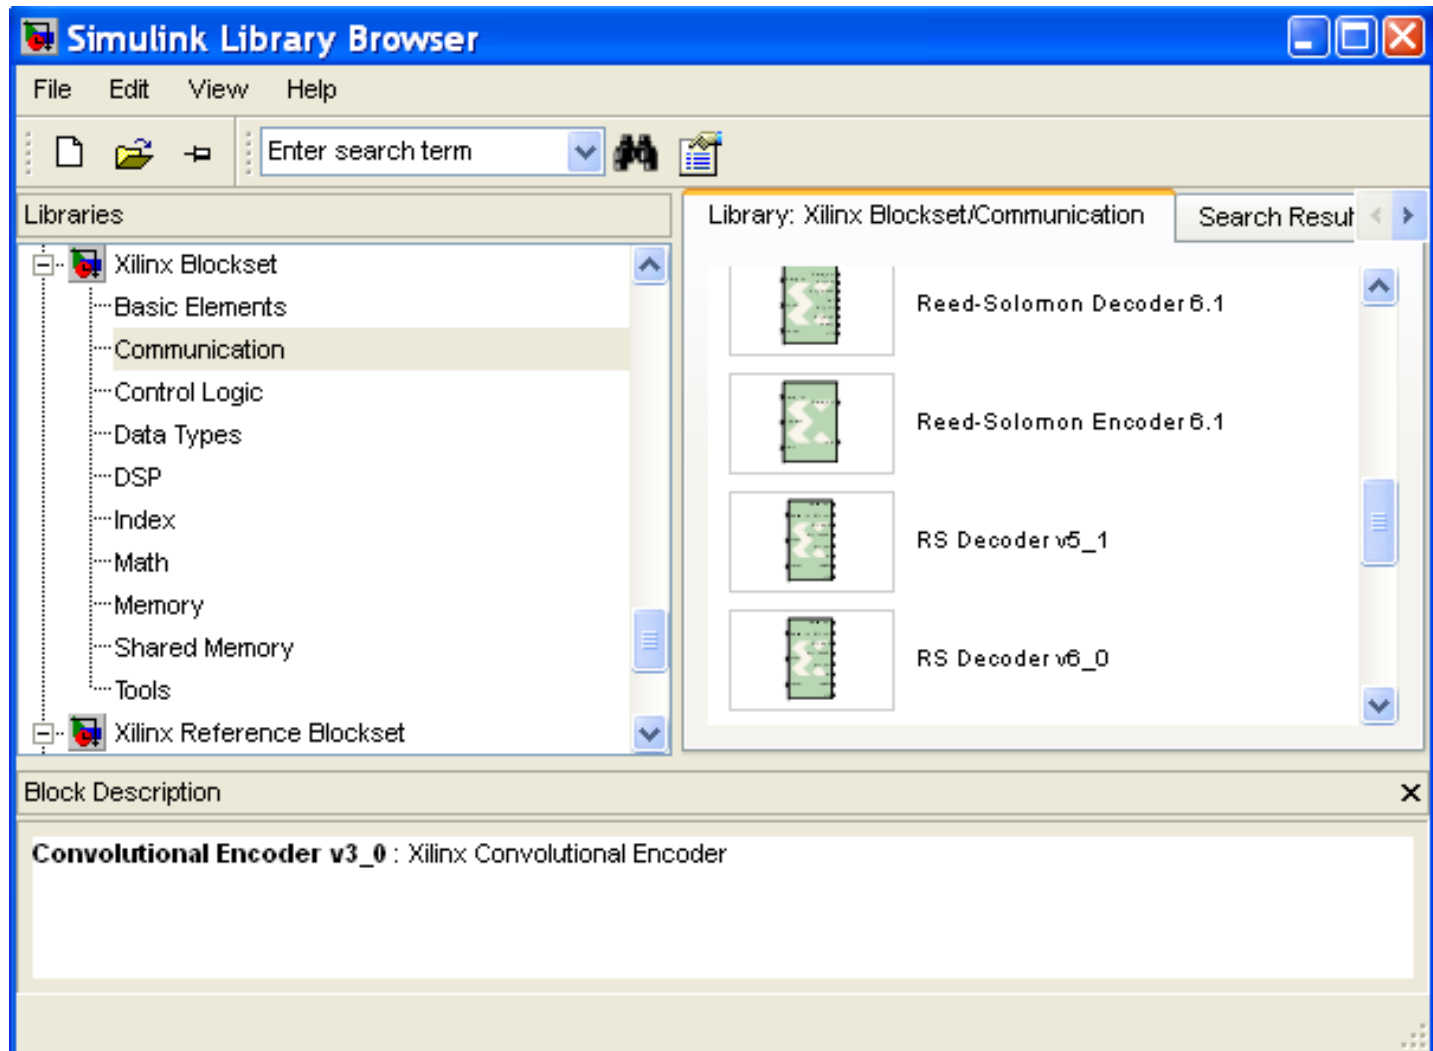 Simulink Library Browser
File Edit View Help
Enter search term
Libraries
Xilinx Blockset
Basic Elements
Communication
Control Logic
Data Types
DSP
Index
Math
Memory
Shared Memory
Tools
Xilinx Reference Blockset
Library: Xilinx Blockset/Communication
Search Resul
Reed-Solomon Decoder 6.1
Reed-Solomon Encoder 6.1
RS Decoder v5_1
RS Decoder v6_0
Block Description
Convolutional Encoder v3_0 : Xilinx Convolutional Encoder